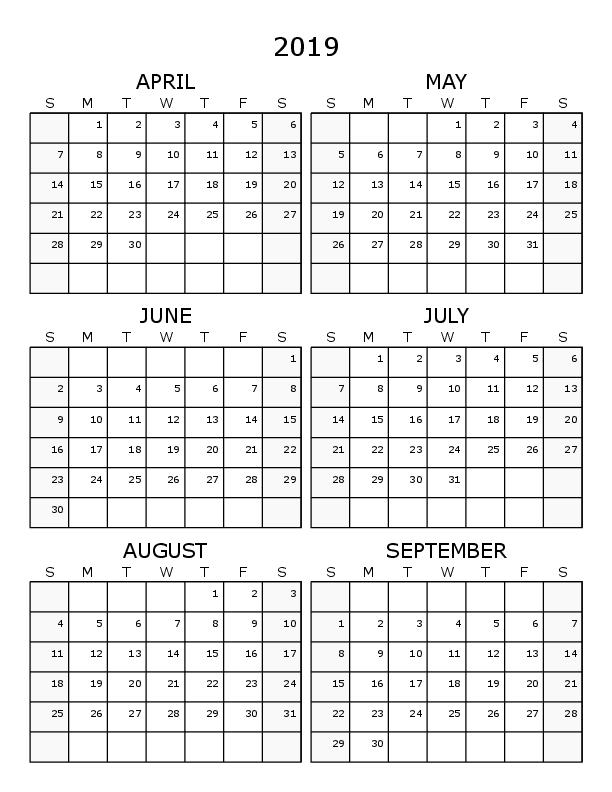 2019
APRIL
S M T W T F S
1 2 3 4 5 6
7 8 9 10 11 12 13
14 15 16 17 18 19 20
21 22 23 24 25 26 27
28 29 30
MAY
S M T W T F S
1 2 3 4
5 6 7 8 9 10 11
12 13 14 15 16 17 18
19 20 21 22 23 24 25
26 27 28 29 30 31
JUNE
S M T W T F S
1
2 3 4 5 6 7 8
9 10 11 12 13 14 15
16 17 18 19 20 21 22
23 24 25 26 27 28 29
30
JULY
S M T W T F S
1 2 3 4 5 6
7 8 9 10 11 12 13
14 15 16 17 18 19 20
21 22 23 24 25 26 27
28 29 30 31
AUGUST
S M T W T F S
1 2 3
4 5 6 7 8 9 10
11 12 13 14 15 16 17
18 19 20 21 22 23 24
25 26 27 28 29 30 31
SEPTEMBER
S M T W T F S
1 2 3 4 5 6 7
8 9 10 11 12 13 14
15 16 17 18 19 20 21
22 23 24 25 26 27 28
29 30